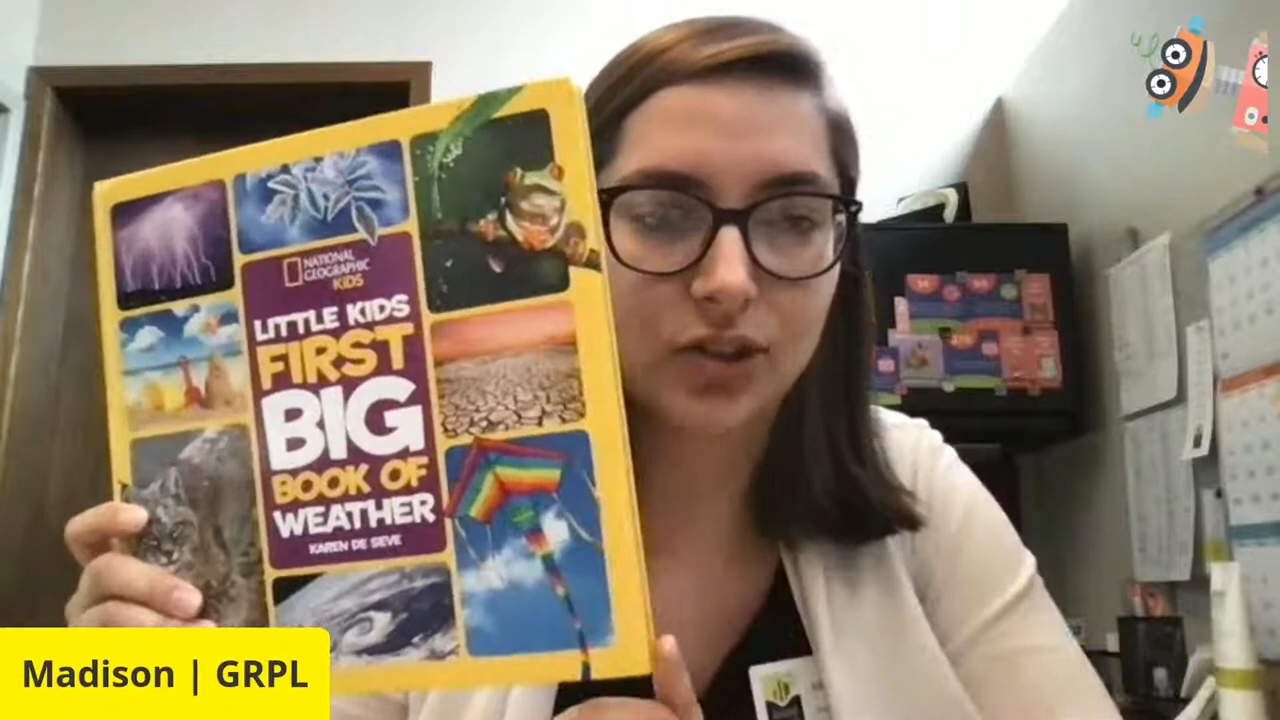 NATIONAL
GEOGRAPHIC
KIDS
LITTLE KIDS
FIRST
BIG
BOOK OF
WEATHER
KAREN DE SEVE
Madison | GRPL